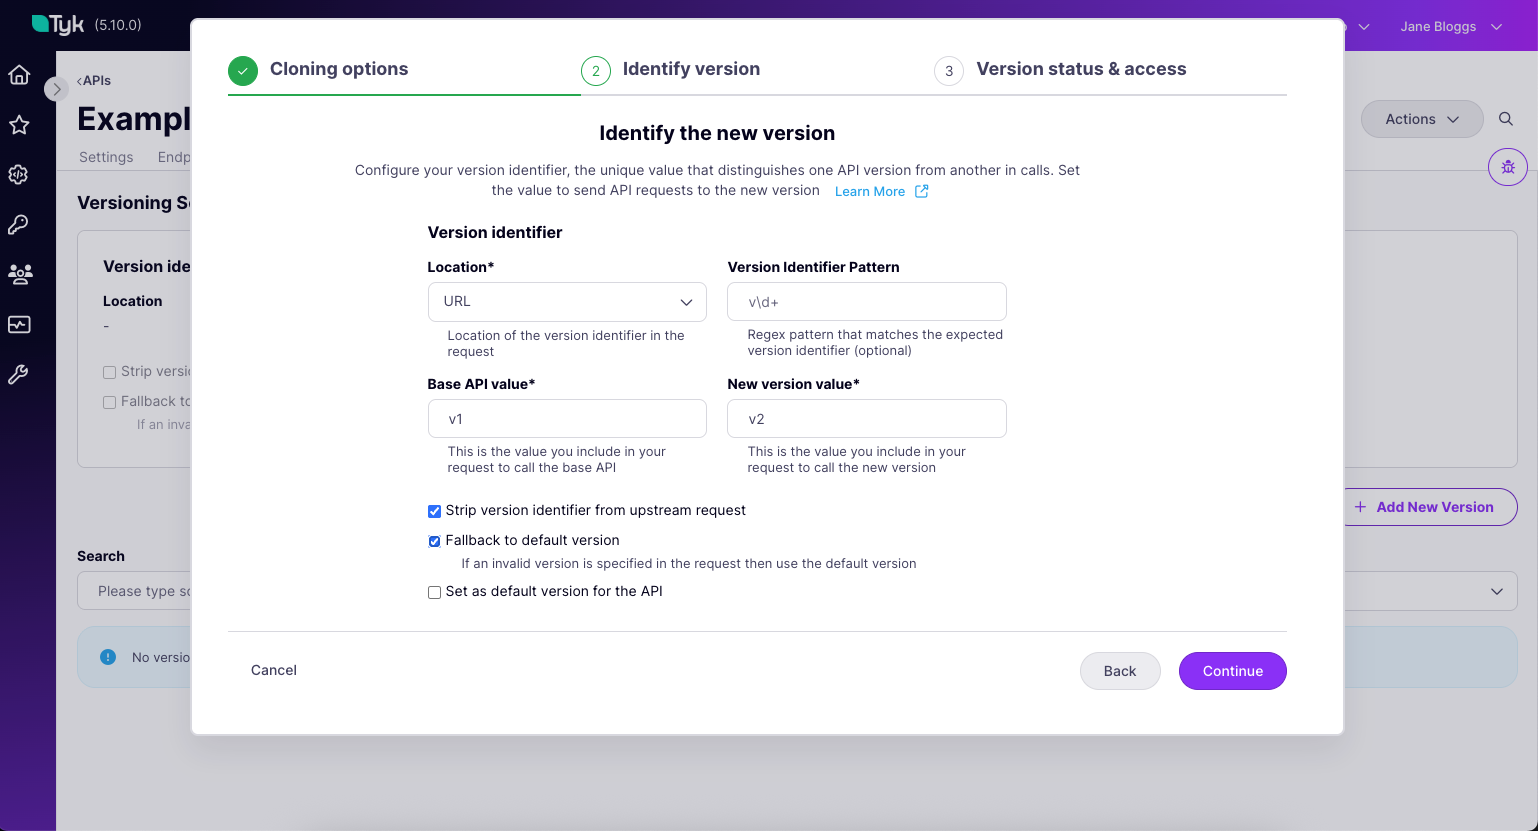 Tyk (5.10.0)
Jane Bloggs
APIs
Exampl
Actions
Settings Endp
Versioning Se
Version ide
Location
-
Strip versi
Fallback to
If an inva
Add New Version
Search
Please type so
No versio
Cloning options
2 Identify version
3 Version status & access
Identify the new version
Configure your version identifier, the unique value that distinguishes one API version from another in calls. Set
the value to send API requests to the new version Learn More
Version identifier
Location* Version Identifier Pattern
URL v\d+
Location of the version identifier in the
request
Regex pattern that matches the expected
version identifier (optional)
Base API value* New version value*
v1 v2
This is the value you include in your
request to call the base API
This is the value you include in your
request to call the new version
Strip version identifier from upstream request
Fallback to default version
If an invalid version is specified in the request then use the default version
Set as default version for the API
Cancel Back Continue